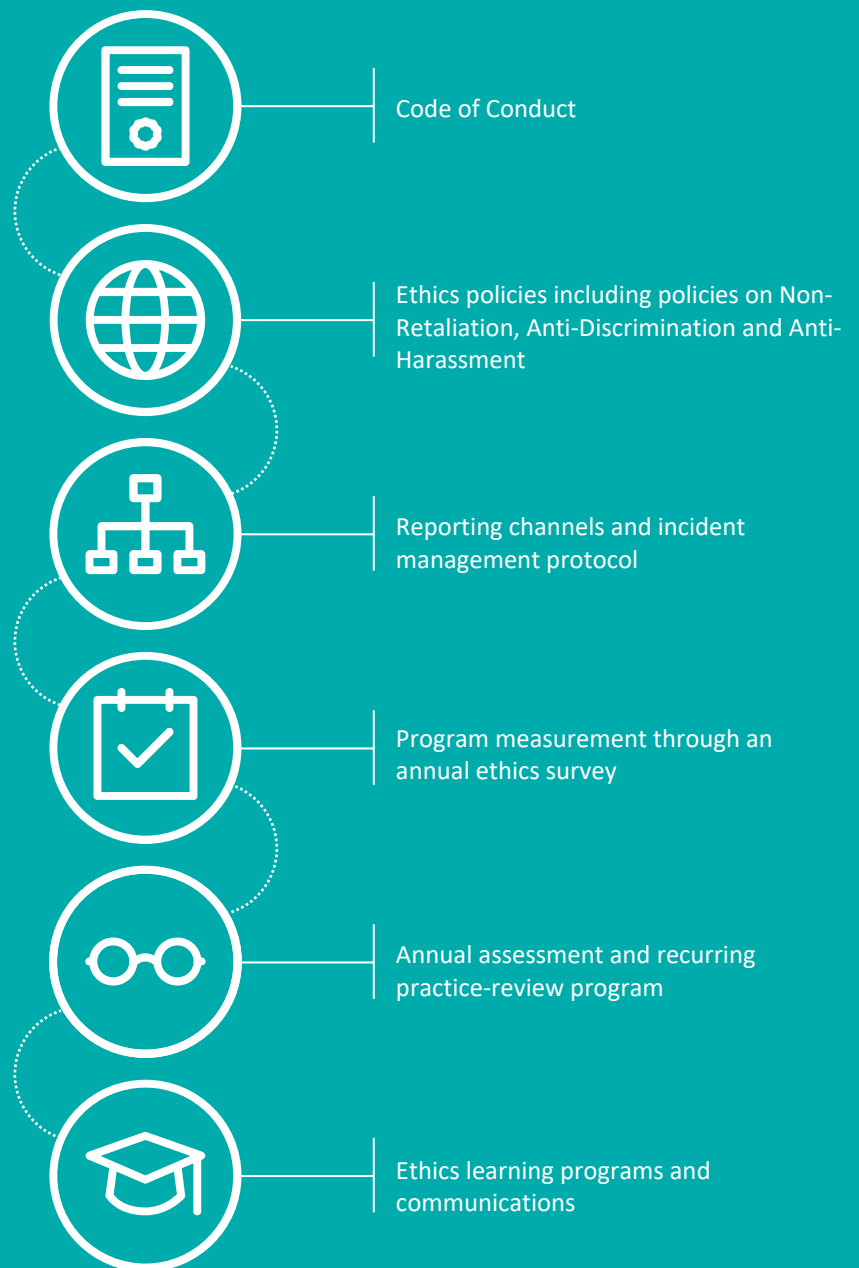 Code of Conduct
Ethics policies including policies on Non-
Retaliation, Anti-Discrimination and Anti-
Harassment
Reporting channels and incident
management protocol
Program measurement through an
annual ethics survey
Annual assessment and recurring
practice-review program
Ethics learning programs and
communications